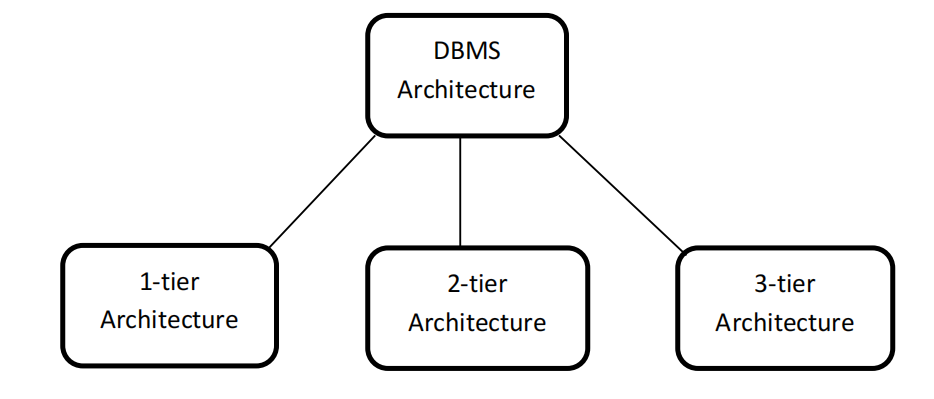 DBMS
Architecture
1-tier
Architecture
2-tier
Architecture
3-tier
Architecture